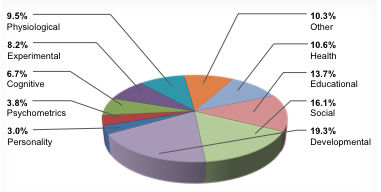 9.5%
Physiological
8.2%
Experimental
6.7%
Cognitive
3.8%
Psychometrics
3.0%
Personality
10.3%
Other
10.6%
Health
13.7%
Educational
16.1%
Social
19.3%
Developmental